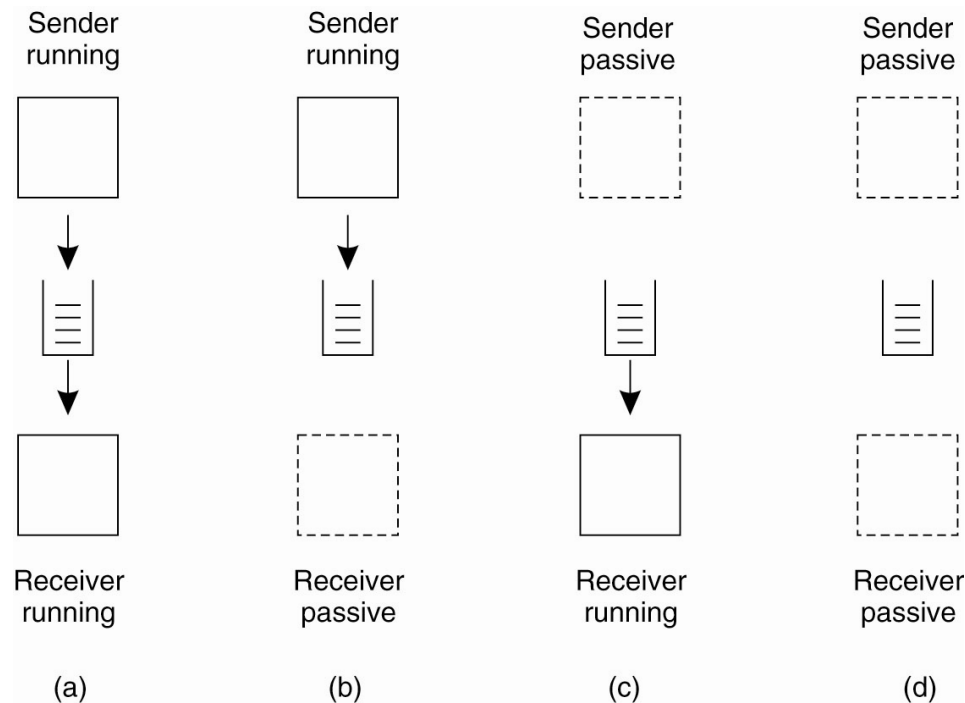 Sender
running
Sender
running
Sender
passive
Sender
passive
Receiver
running
Receiver
passive
Receiver
running
Receiver
passive
(a)
(b)
(c)
(d)